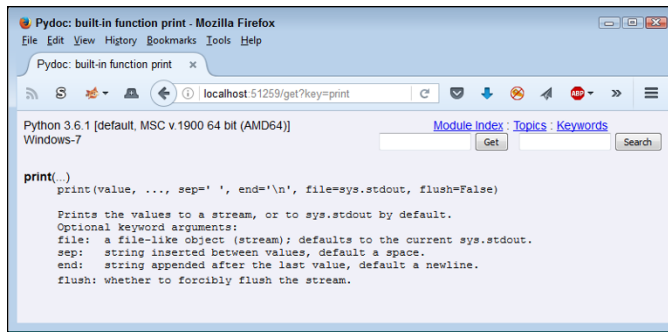 Pydoc: built-in function print - Mozilla Firefox
File Edit View History Bookmarks Tools Help
Pydoc: built-in function print ×
localhost:51259/get?key=print
ABP
Python 3.6.1 [default, MSC v.1900 64 bit (AMD64)]
Windows-7
Module Index : Topics : Keywords
Get Search
print(...)
print(value, ..., sep=' ', end='\n', file=sys.stdout, flush=False)
Prints the values to a stream, or to sys.stdout by default.
Optional keyword arguments:
file: a file-like object (stream); defaults to the current sys.stdout.
sep: string inserted between values, default a space.
end: string appended after the last value, default a newline.
flush: whether to forcibly flush the stream.